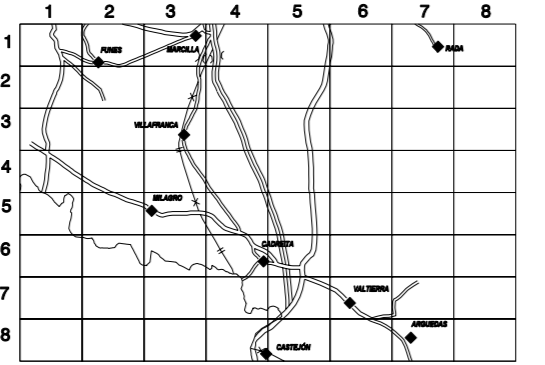 1 2 3 4 5 6 7 8
1
FUNES
MARCILLA
RADA
2
3
VILLAFRANCA
4
5
MILAGRO
6
CADREITA
7
VALTIERRA
ARGUEDAS
8
CASTEJÓN